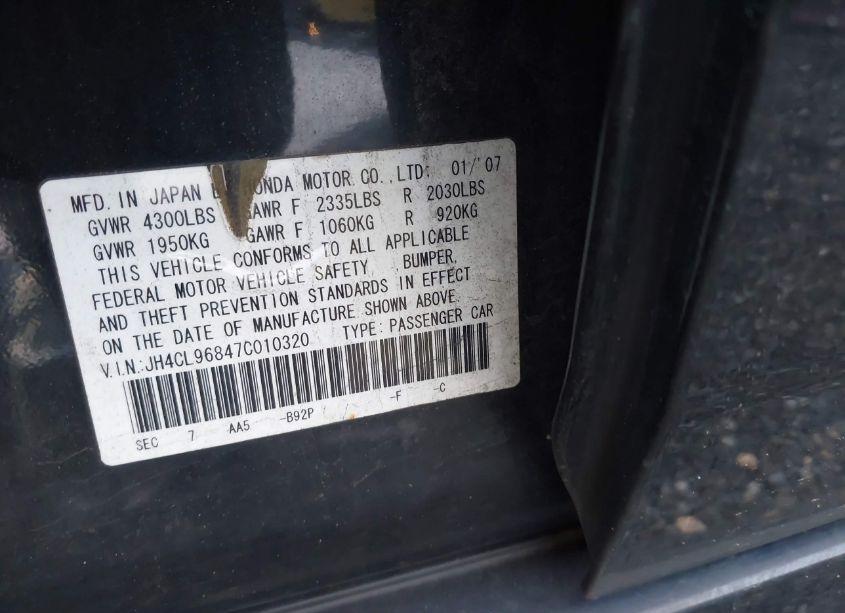 MFD. IN JAPAN B ONDA MOTOR CO., LTD. 01/'07
GVWR 4300LBS GAWR F 2335LBS R 2030LBS
GVWR 1950KG GAWR F 1060KG R 920KG
THIS VEHICLE CONFORMS TO ALL APPLICABLE
FEDERAL MOTOR VEHICLE SAFETY, BUMPER,
AND THEFT PREVENTION STANDARDS IN EFFECT
ON THE DATE OF MANUFACTURE SHOWN ABOVE.
V.I.N.:JH4CL96847C010320 TYPE: PASSENGER CAR
SEC 7 AA5 -B92P -F -C